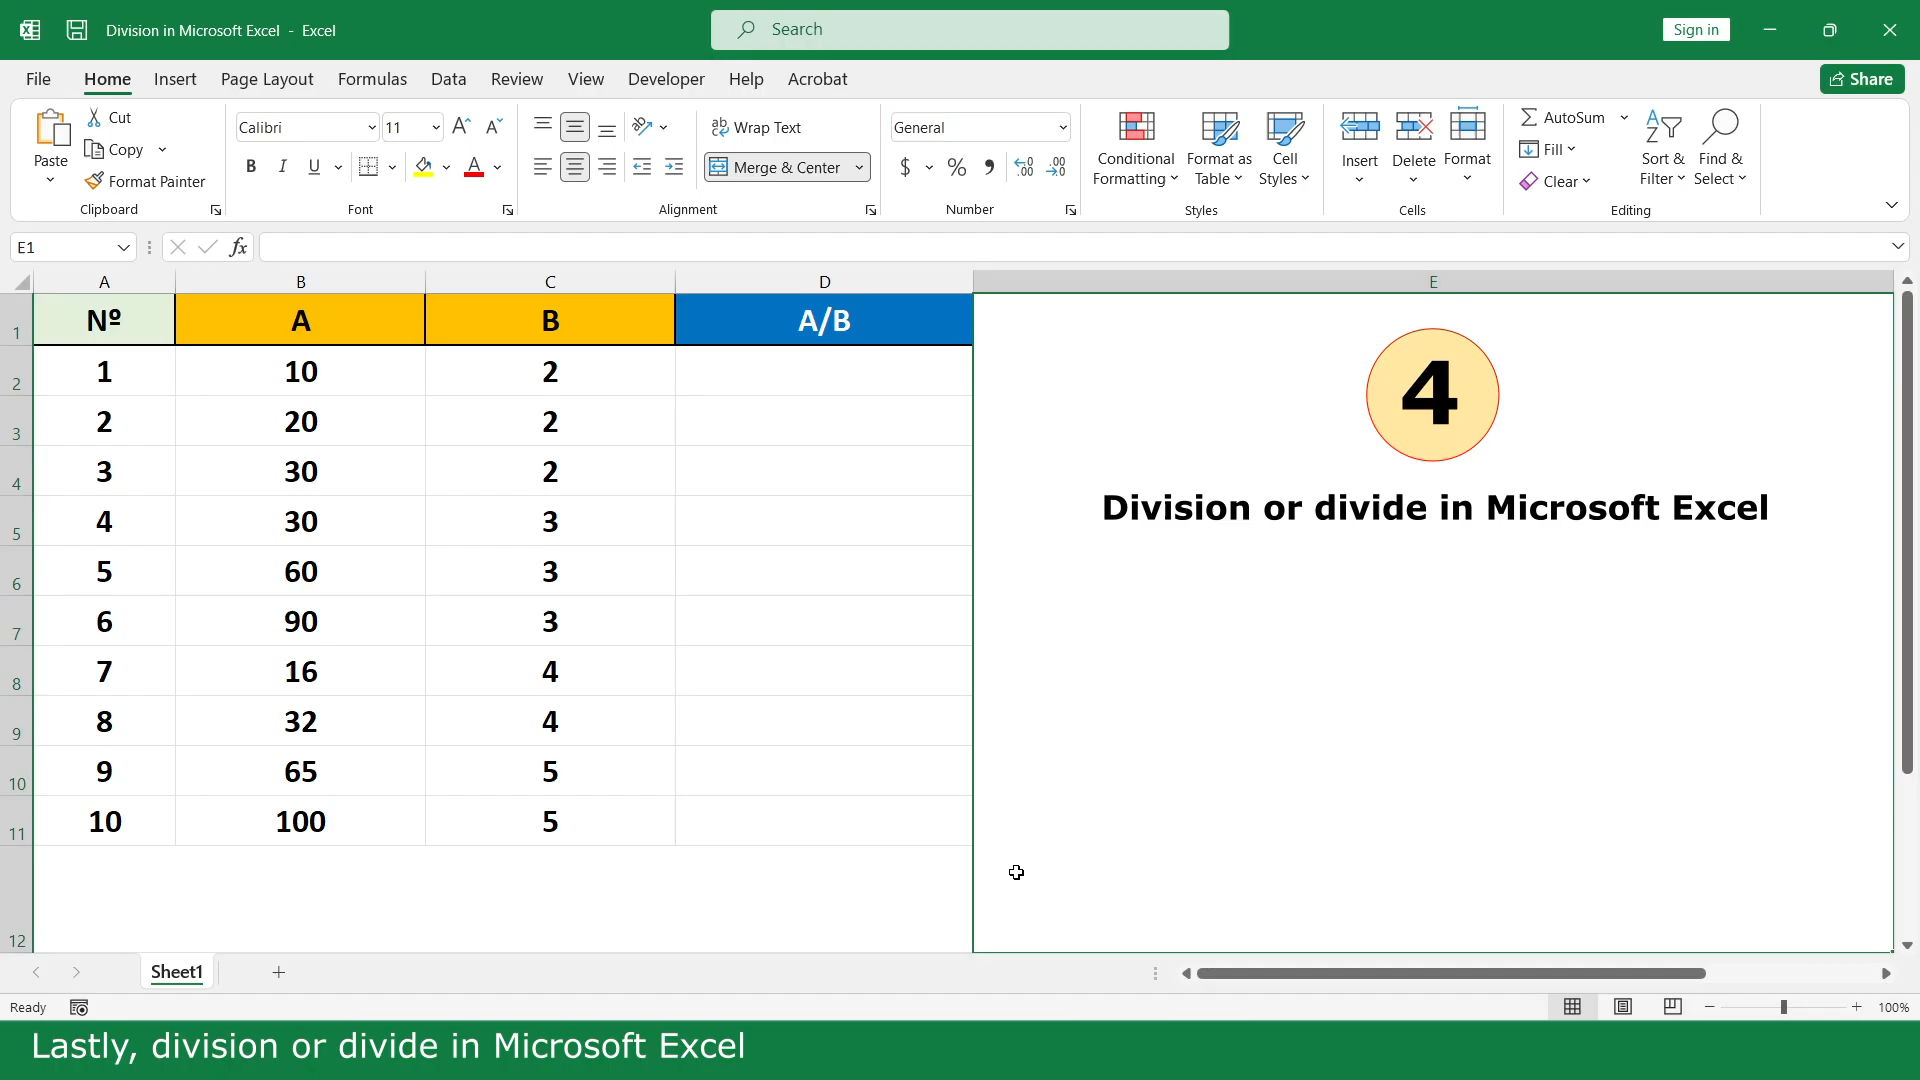 Division in Microsoft Excel - Excel
Search
Sign in
File Home Insert Page Layout Formulas Data Review View Developer Help Acrobat
Share
Paste
Cut
Copy
Format Painter
Clipboard
Calibri 11
B I U
Font
Wrap Text
Merge & Center
Alignment
General
$ % ,
Number
Conditional Formatting
Format as Table
Cell Styles
Styles
Insert
Delete
Format
Cells
AutoSum
Fill
Clear
Sort & Filter
Find & Select
Editing
E1
fx
A B C D E
1 Nº A B A/B
2 1 10 2
3 2 20 2
4 3 30 2
5 4 30 3
6 5 60 3
7 6 90 3
8 7 16 4
9 8 32 4
10 9 65 5
11 10 100 5
12
4
Division or divide in Microsoft Excel
Sheet1
Ready
100%
Lastly, division or divide in Microsoft Excel